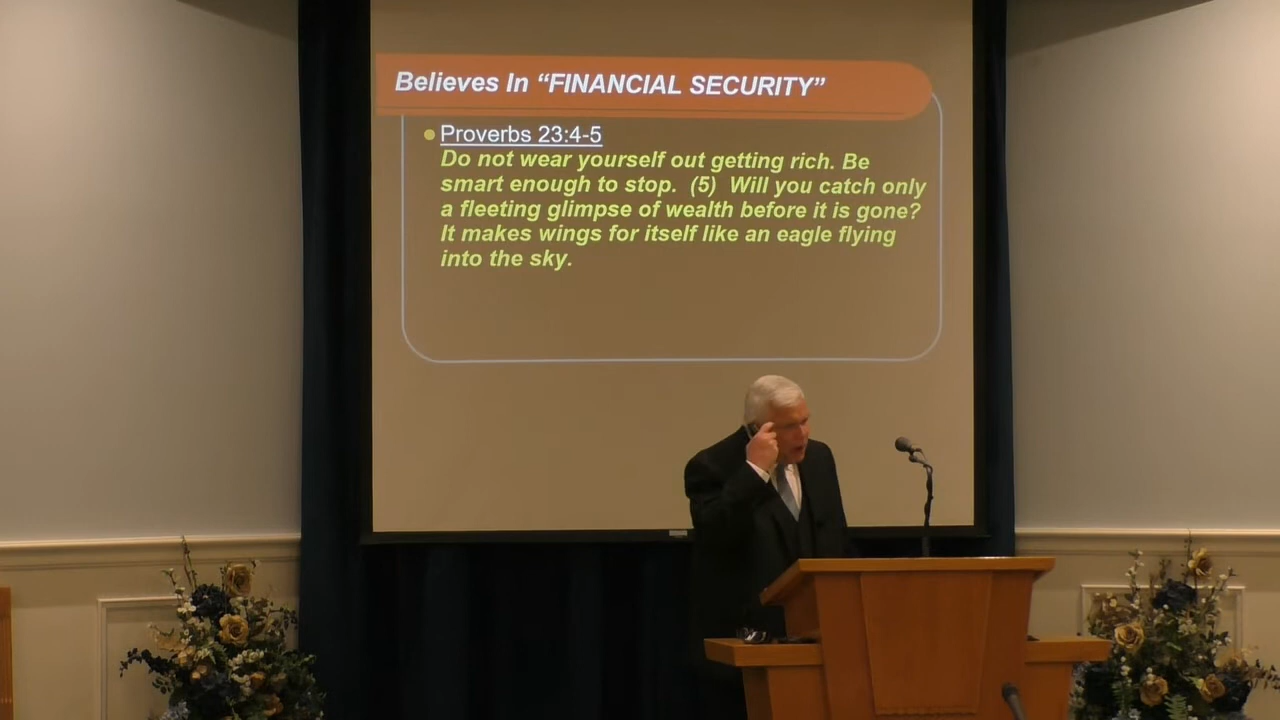 Believes In “FINANCIAL SECURITY”
Proverbs 23:4-5
Do not wear yourself out getting rich. Be
smart enough to stop. (5) Will you catch only
a fleeting glimpse of wealth before it is gone?
It makes wings for itself like an eagle flying
into the sky.